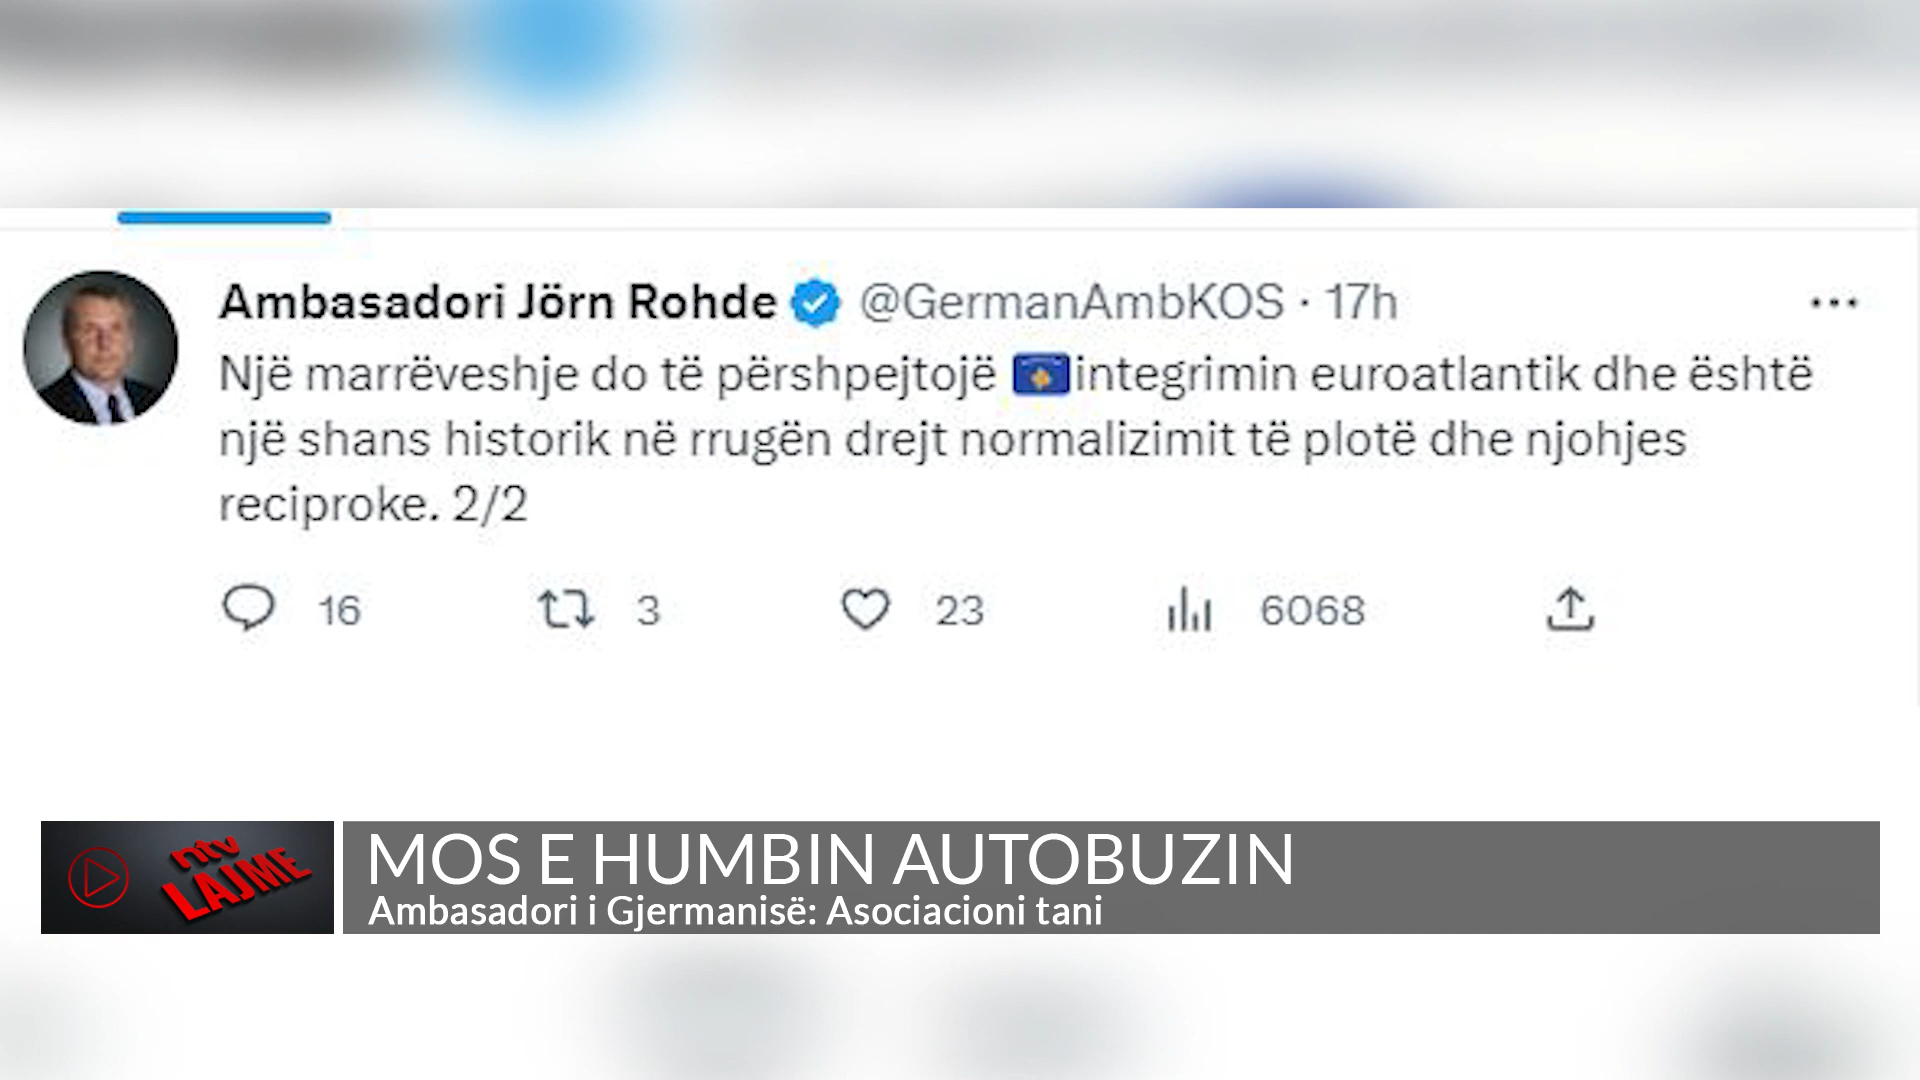 Ambasadori Jörn Rohde @GermanAmbKOS · 17h
Një marrëveshje do të përshpejtojë 🇽🇰integrimin euroatlantik dhe është
një shans historik në rrugën drejt normalizimit të plotë dhe njohjes
reciproke. 2/2
16 3 23 6068
ntv
LAJME
MOS E HUMBIN AUTOBUZIN
Ambasadori i Gjermanisë: Asociacioni tani